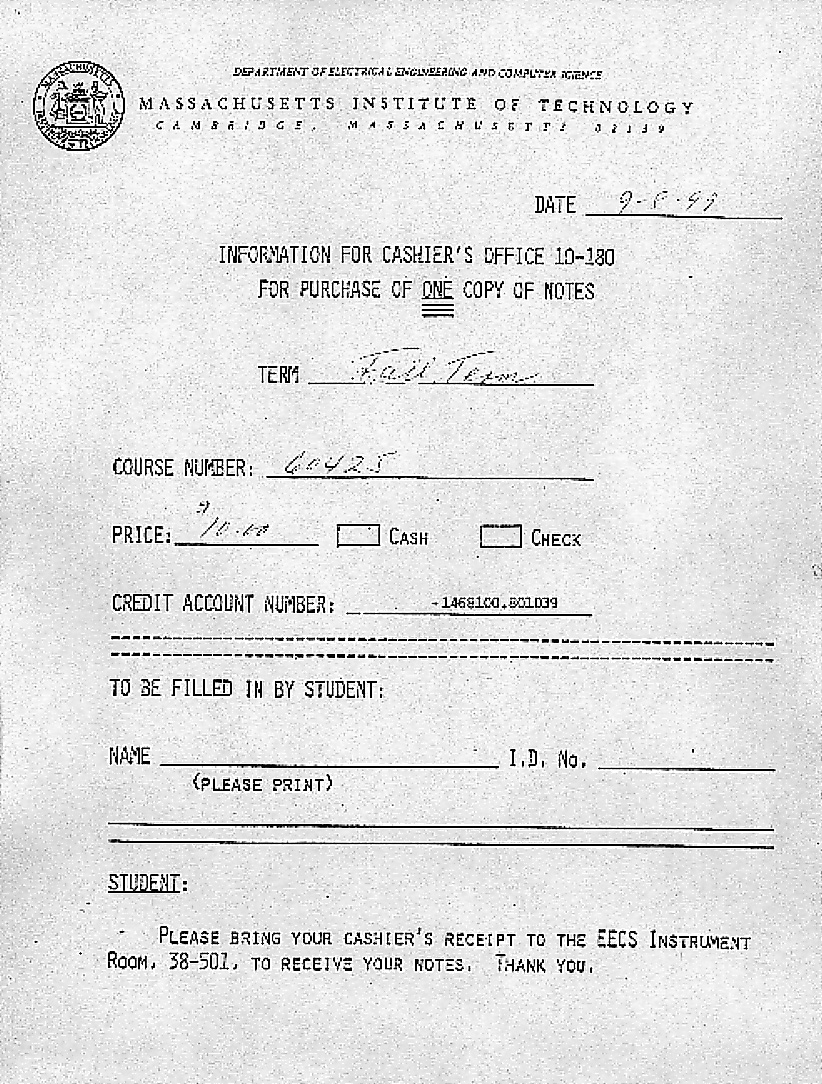 DEPARTMENT OF ELECTRICAL ENGINEERING AND COMPUTER SCIENCE
MASSACHUSETTS INSTITUTE OF TECHNOLOGY
CAMBRIDGE, MASSACHUSETTS 02139
DATE
INFORMATION FOR CASHIER'S OFFICE 10-180
FOR PURCHASE OF ONE COPY OF NOTES
TERM Fall Term
COURSE NUMBER:
PRICE: 10.00 CASH CHECK
CREDIT ACCOUNT NUMBER: -1468100.801039
TO BE FILLED IN BY STUDENT:
NAME I.D. No.
(PLEASE PRINT)
STUDENT:
PLEASE BRING YOUR CASHIER'S RECEIPT TO THE EECS INSTRUMENT
ROOM, 38-501, TO RECEIVE YOUR NOTES. THANK YOU.